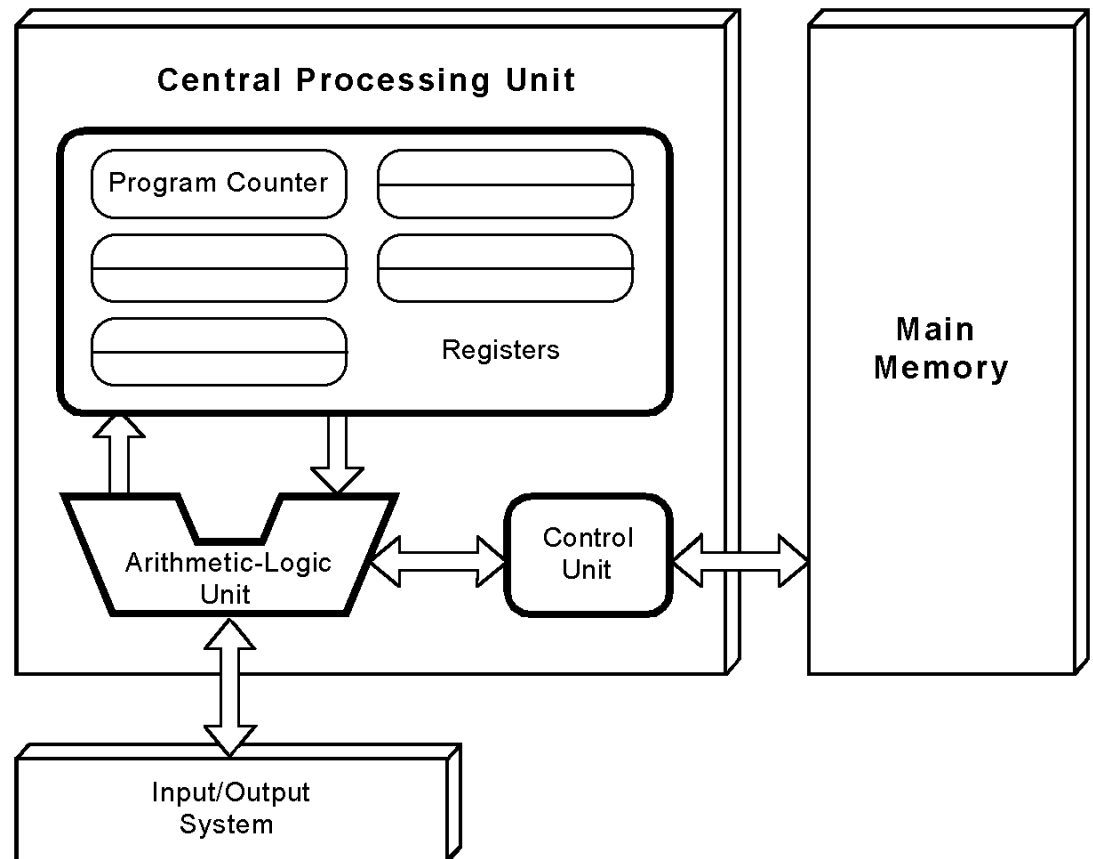 Central Processing Unit
Program Counter
Registers
Main
Memory
Arithmetic-Logic
Unit
Control
Unit
Input/Output
System